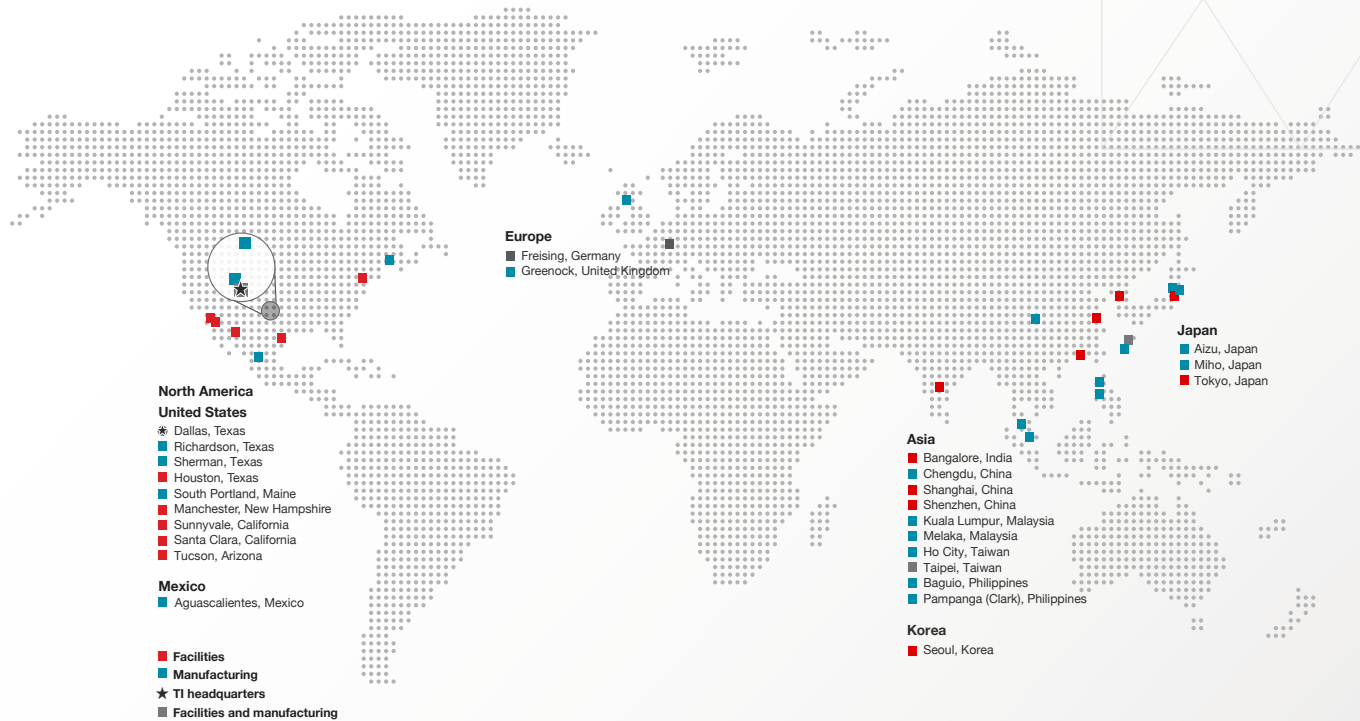 Europe
Freising, Germany
Greenock, United Kingdom
Japan
Aizu, Japan
Miho, Japan
Tokyo, Japan
North America
United States
Dallas, Texas
Richardson, Texas
Sherman, Texas
Houston, Texas
South Portland, Maine
Manchester, New Hampshire
Sunnyvale, California
Santa Clara, California
Tucson, Arizona
Mexico
Aguascalientes, Mexico
Asia
Bangalore, India
Chengdu, China
Shanghai, China
Shenzhen, China
Kuala Lumpur, Malaysia
Melaka, Malaysia
Ho City, Taiwan
Taipei, Taiwan
Baguio, Philippines
Pampanga (Clark), Philippines
Korea
Seoul, Korea
Facilities
Manufacturing
TI headquarters
Facilities and manufacturing